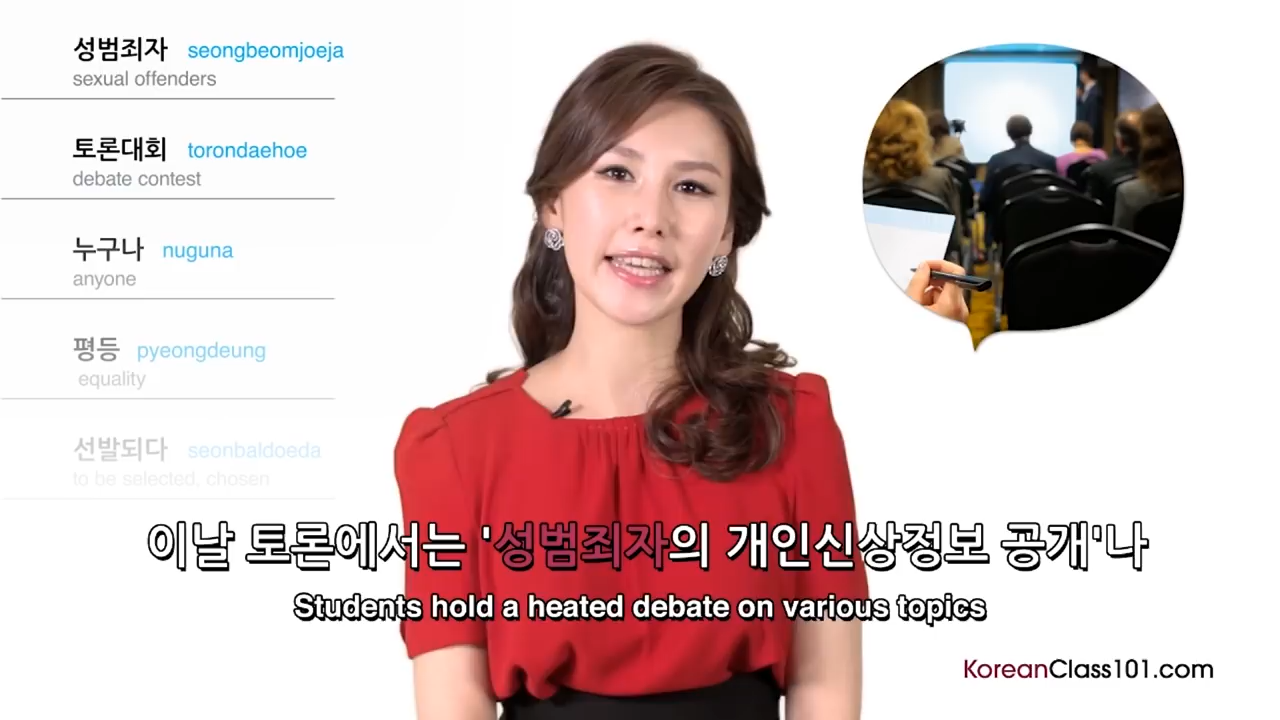 성범죄자 seongbeomjoeja
sexual offenders
토론대회 torondaehoe
debate contest
누구나 nuguna
anyone
평등 pyeongdeung
equality
선발되다 seonbaldoeda
to be selected, chosen
이날 토론에서는 '성범죄자의 개인신상정보 공개'나
Students hold a heated debate on various topics
KoreanClass101.com